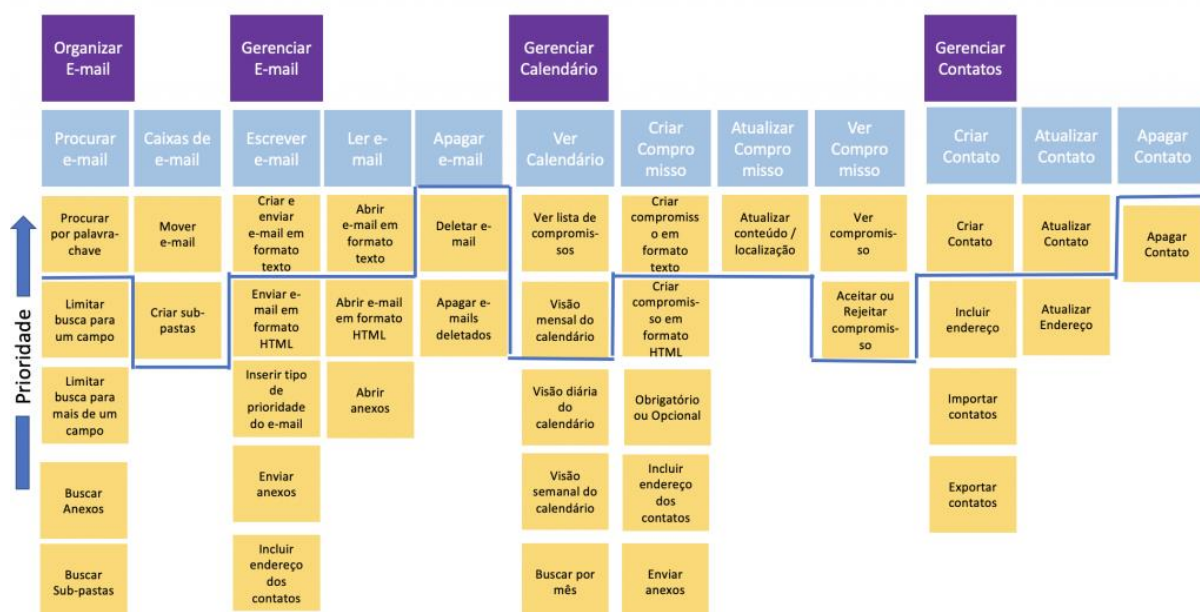 Organizar
E-mail
Gerenciar
E-mail
Gerenciar
Calendário
Gerenciar
Contatos
Procurar
e-mail
Caixas de
e-mail
Escrever
e-mail
Ler e-
mail
Apagar
e-mail
Ver
Calendário
Criar
Compro
misso
Atualizar
Compro
misso
Ver
Compro
misso
Criar
Contato
Atualizar
Contato
Apagar
Contato
Prioridade
Procurar
por palavra-
chave
Mover
e-mail
Criar e
enviar
e-mail em
formato
texto
Abrir
e-mail em
formato
texto
Deletar e-
mail
Ver lista de
compromis-
sos
Criar
compromiss
o em
formato
texto
Atualizar
conteúdo /
localização
Ver
compromis-
so
Criar
Contato
Atualizar
Contato
Apagar
Contato
Limitar
busca para
um campo
Criar sub-
pastas
Enviar e-
mail em
formato
HTML
Abrir e-mail
em formato
HTML
Apagar e-
mails
deletados
Visão
mensal do
calendário
Criar
compromis-
so em
formato
HTML
Aceitar ou
Rejeitar
compromis-
so
Incluir
endereço
Atualizar
Endereço
Limitar
busca para
mais de um
campo
Inserir tipo
de
prioridade
do e-mail
Abrir
anexos
Visão diária
do
calendário
Obrigatório
ou Opcional
Importar
contatos
Buscar
Anexos
Enviar
anexos
Visão
semanal do
calendário
Incluir
endereço
dos
contatos
Exportar
contatos
Buscar
Sub-pastas
Incluir
endereço
dos
contatos
Buscar por
mês
Enviar
anexos